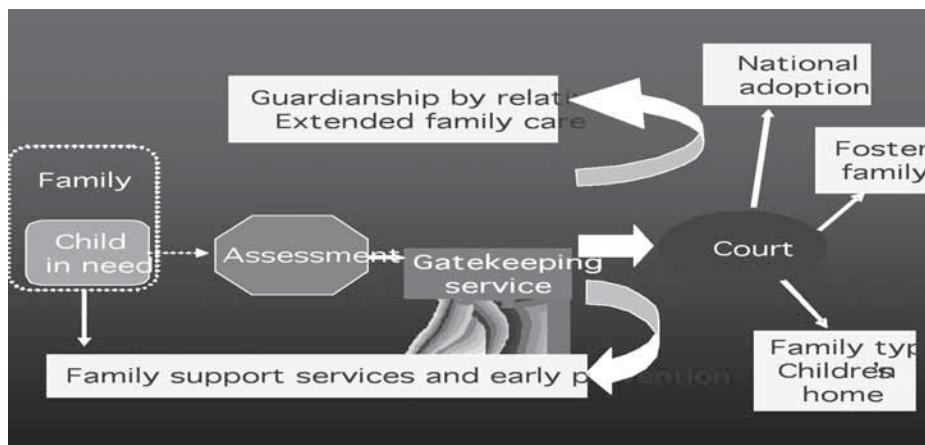 National
adoption
Guardianship by relati
Extended family care
Foster
family
Family
Child
in need
Assessment
Gatekeeping
service
Court
Family support services and early prevention
Family typ
Children's
home